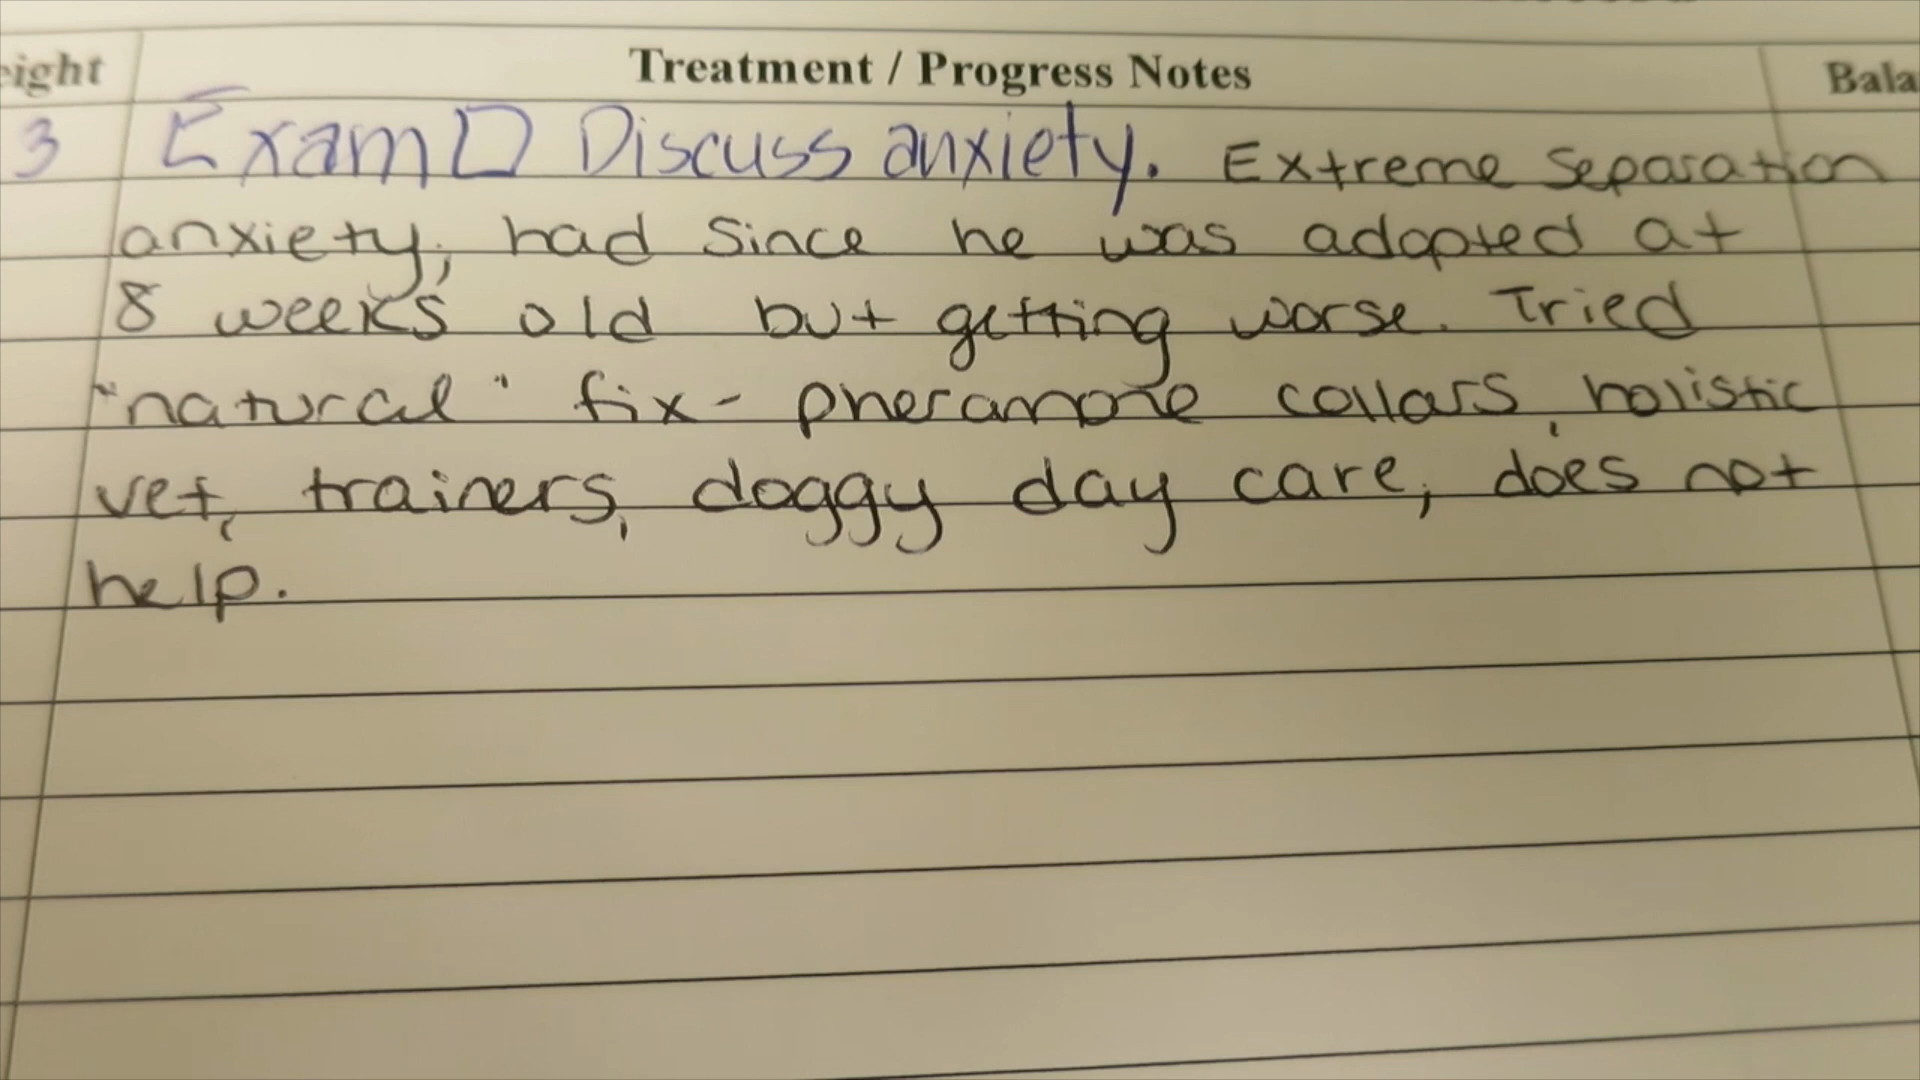 eight Treatment / Progress Notes Bala
3 Exam □ Discuss anxiety. Extreme separation
anxiety, had since he was adopted at
8 weeks old but getting worse. Tried
"natural" fix - pheramone collars, holistic
vet, trainers, doggy day care, does not
help.